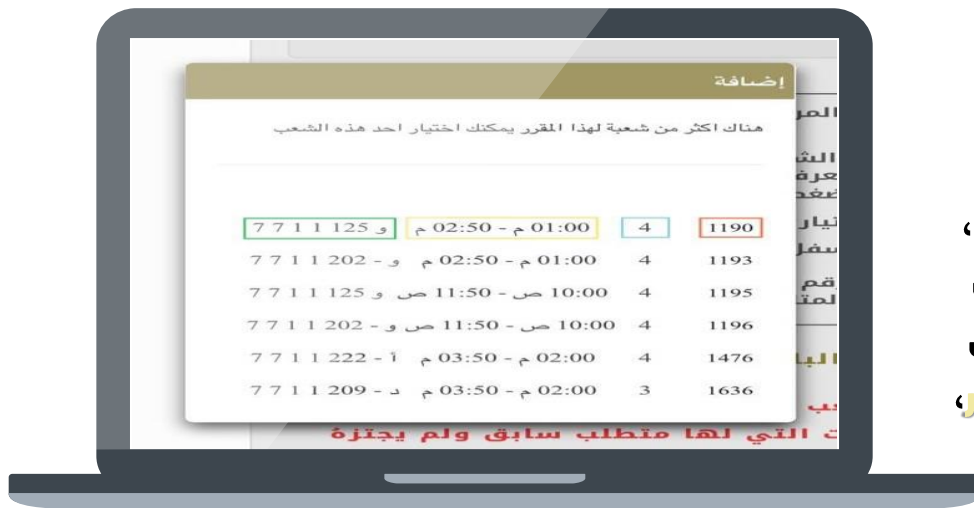 إضافة
هناك اكثر من شعبة لهذا المقرر يمكنك اختيار احد هذه الشعب
1190 4 01:00 م - 02:50 م و 125 1 1 7 7
1193 4 01:00 م - 02:50 م و - 202 1 1 7 7
1195 4 10:00 ص - 11:50 ص و 125 1 1 7 7
1196 4 10:00 ص - 11:50 ص و - 202 1 1 7 7
1476 4 02:00 م - 03:50 م أ - 222 1 1 7 7
1636 3 02:00 م - 03:50 م د - 209 1 1 7 7
التي لها متطلب سابق ولم يجتزة